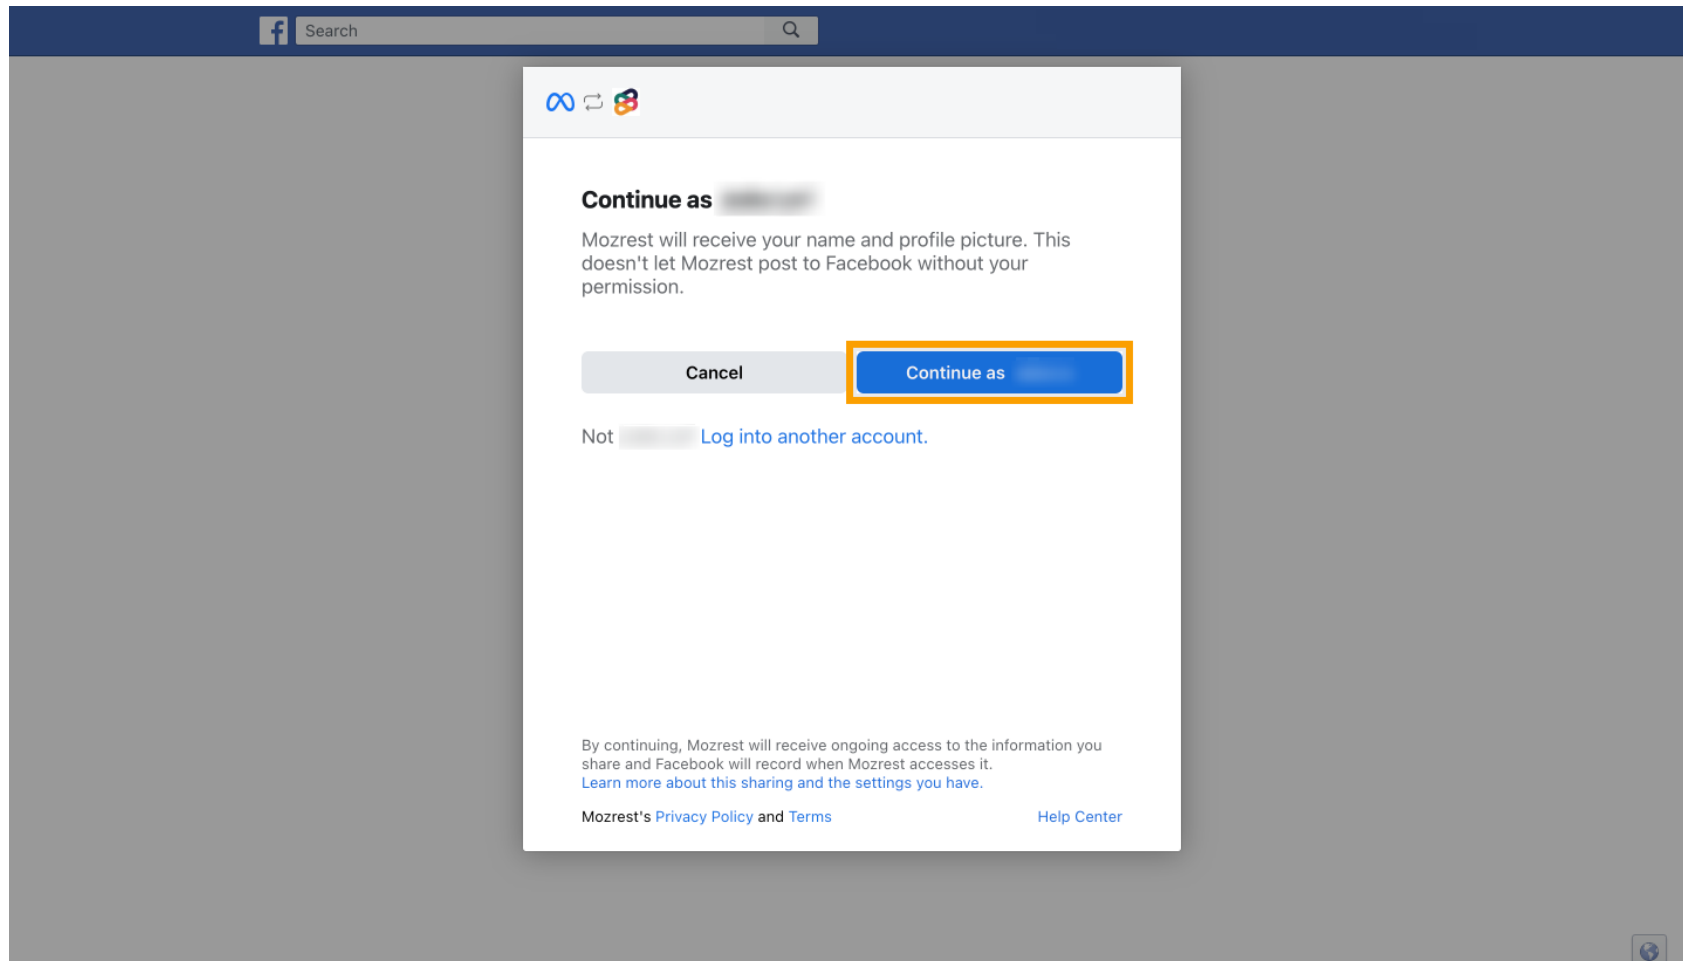 Search
Continue as
Mozrest will receive your name and profile picture. This
doesn't let Mozrest post to Facebook without your
permission.
Cancel
Continue as
Not
Log into another account.
By continuing, Mozrest will receive ongoing access to the information you
share and Facebook will record when Mozrest accesses it.
Learn more about this sharing and the settings you have.
Mozrest's Privacy Policy and Terms
Help Center